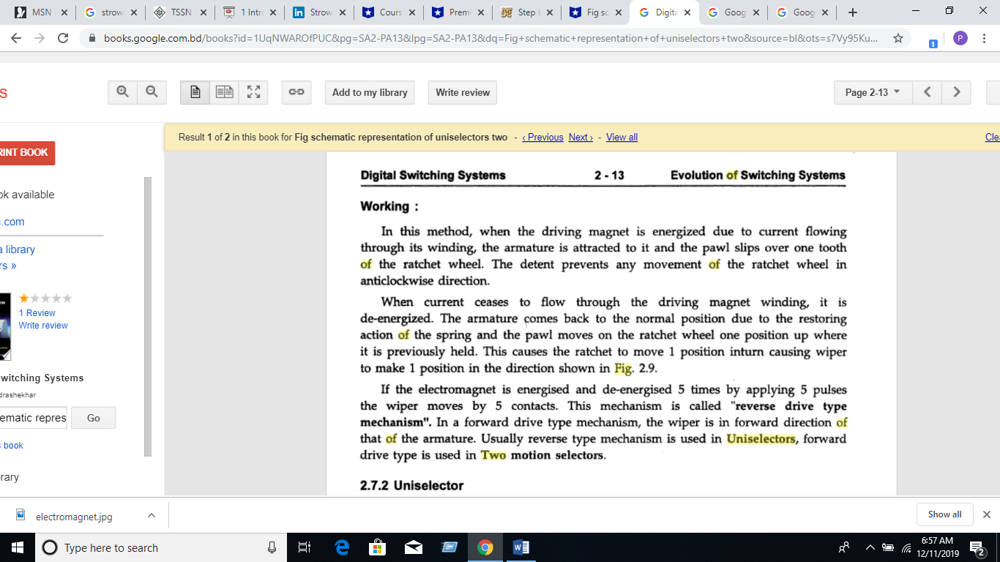 MSN
strow
TSSN
1 Intro
Strow
Cours
Prem
Step
Fig sc
Digita
Goog
Goog
books.google.com.bd/books?id=1UqNWAROfPUC&pg=SA2-PA13&lpg=SA2-PA13&dq=Fig+schematic+representation+of+uniselectors+two&source=bl&ots=s7Vy95Ku...
P
1
s
Add to my library
Write review
Page 2-13
Result 1 of 2 in this book for Fig schematic representation of uniselectors two - ‹ Previous Next › - View all
Clea
RINT BOOK
ok available
.com
a library
rs »
1 Review
Write review
witching Systems
drashekhar
ematic repres
Go
book
rary
Digital Switching Systems 2 - 13 Evolution of Switching Systems
Working :
In this method, when the driving magnet is energized due to current flowing
through its winding, the armature is attracted to it and the pawl slips over one tooth
of the ratchet wheel. The detent prevents any movement of the ratchet wheel in
anticlockwise direction.
When current ceases to flow through the driving magnet winding, it is
de-energized. The armature comes back to the normal position due to the restoring
action of the spring and the pawl moves on the ratchet wheel one position up where
it is previously held. This causes the ratchet to move 1 position inturn causing wiper
to make 1 position in the direction shown in Fig. 2.9.
If the electromagnet is energised and de-energised 5 times by applying 5 pulses
the wiper moves by 5 contacts. This mechanism is called "reverse drive type
mechanism". In a forward drive type mechanism, the wiper is in forward direction of
that of the armature. Usually reverse type mechanism is used in Uniselectors, forward
drive type is used in Two motion selectors.
2.7.2 Uniselector
electromagnet.jpg
Show all
Type here to search
6:57 AM
12/11/2019
2